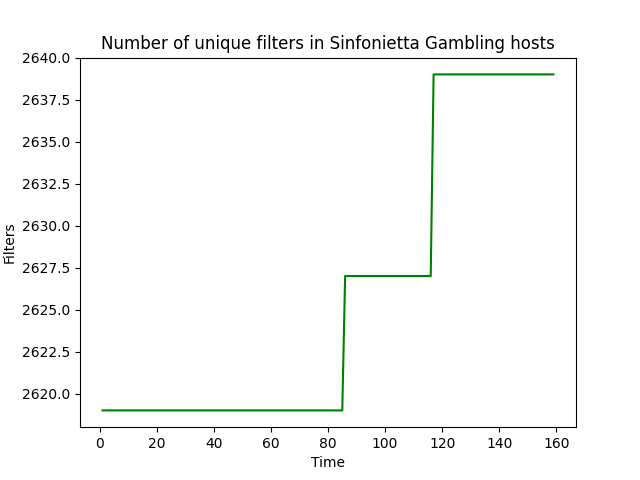 Number of unique filters in Sinfonietta Gambling hosts
2640.0
2637.5
2635.0
2632.5
2630.0
2627.5
2625.0
2622.5
2620.0
Filters
0 20 40 60 80 100 120 140 160
Time